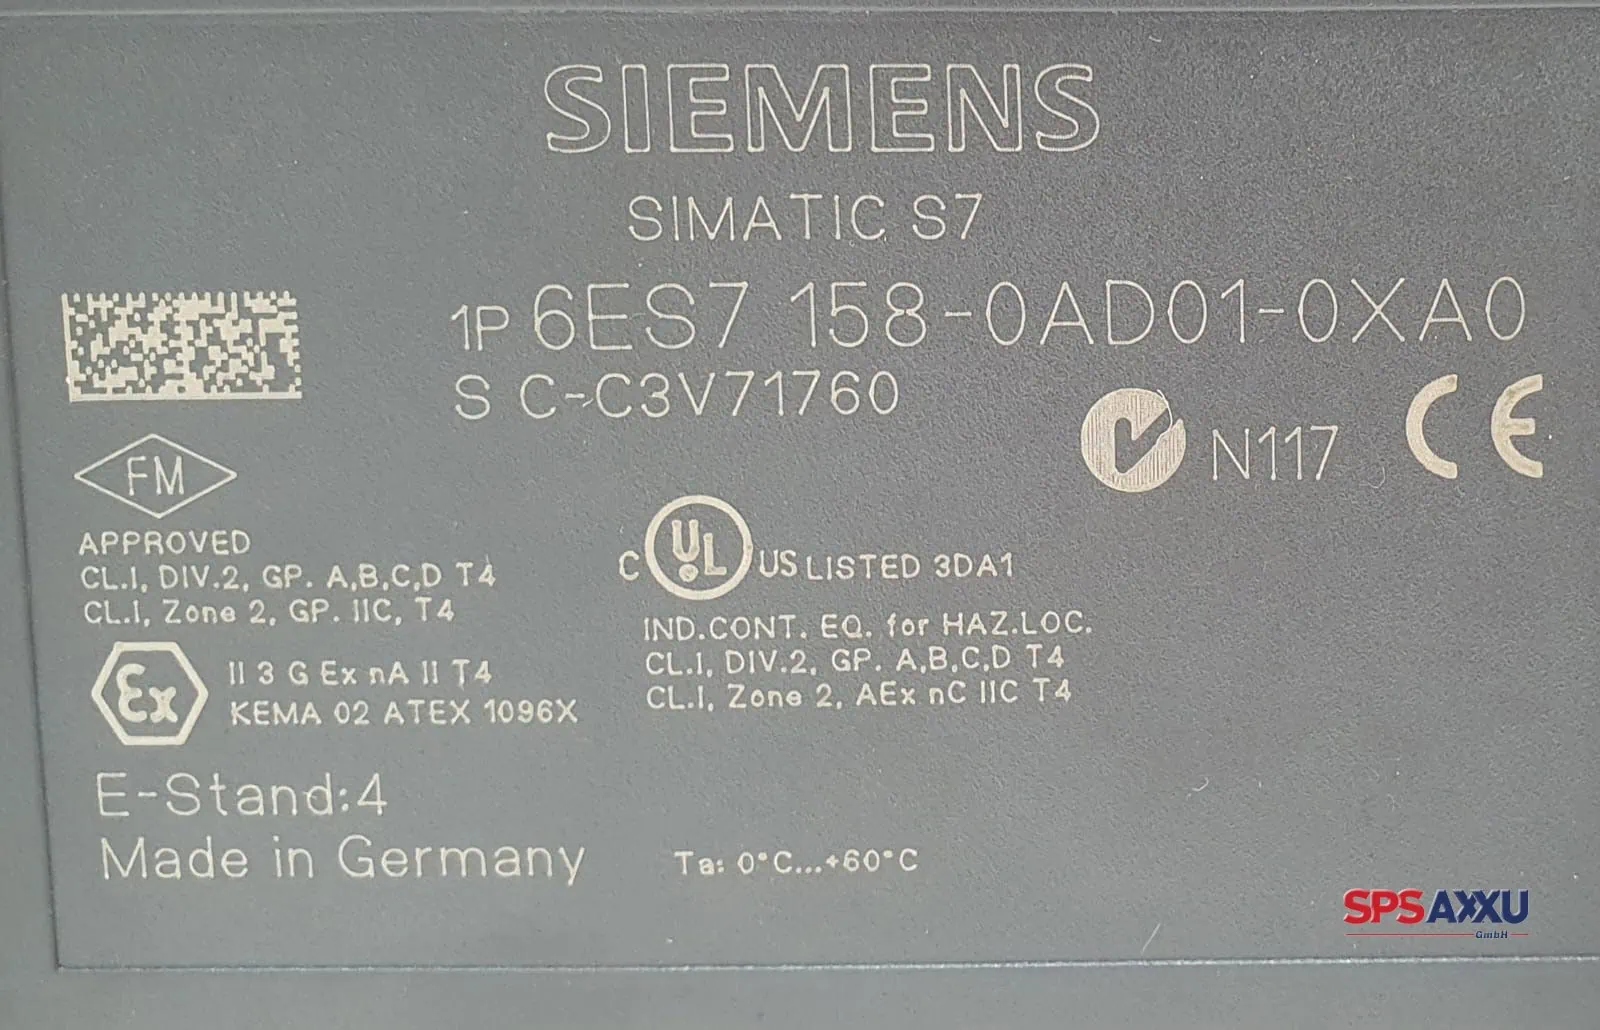 SIEMENS
SIMATIC S7
1P 6ES7 158-0AD01-0XA0
S C-C3V71760
N117 CE
FM
APPROVED
CL.I, DIV.2, GP. A,B,C,D T4
CL.I, Zone 2, GP. IIC, T4
C UL US LISTED 3DA1
IND.CONT. EQ. for HAZ.LOC.
CL.I, DIV.2, GP. A,B,C,D T4
CL.I, Zone 2, AEx nC IIC T4
Ex II 3 G Ex nA II T4
KEMA 02 ATEX 1096X
E-Stand:4
Made in Germany
Ta: 0°C...+60°C
SPSAXXU
GmbH